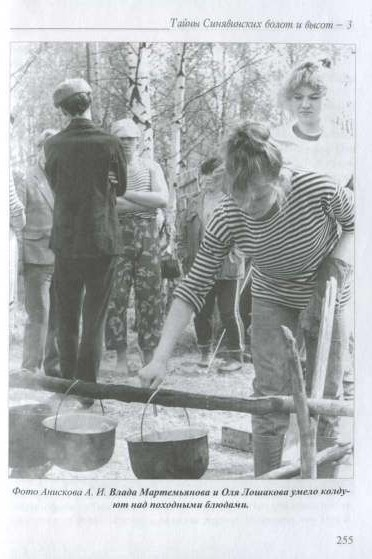 Тайны Синявинских болот и высот – 3
Фото Анискова А. И. Влада Мартемьянова и Оля Лошакова умело колду-
ют над походными блюдами.
255